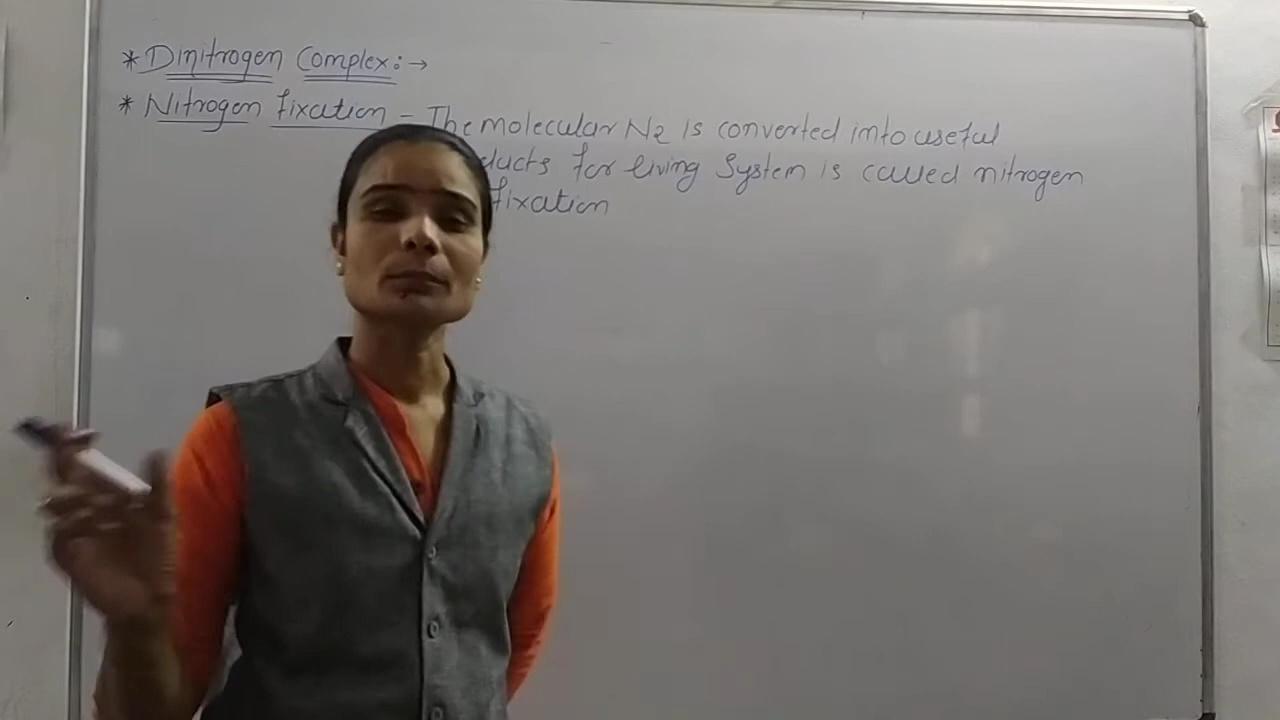 * Dinitrogen Complex:→
* Nitrogen fixation - The molecular N2 is converted into useful
ducts for living System is called nitrogen
fixation